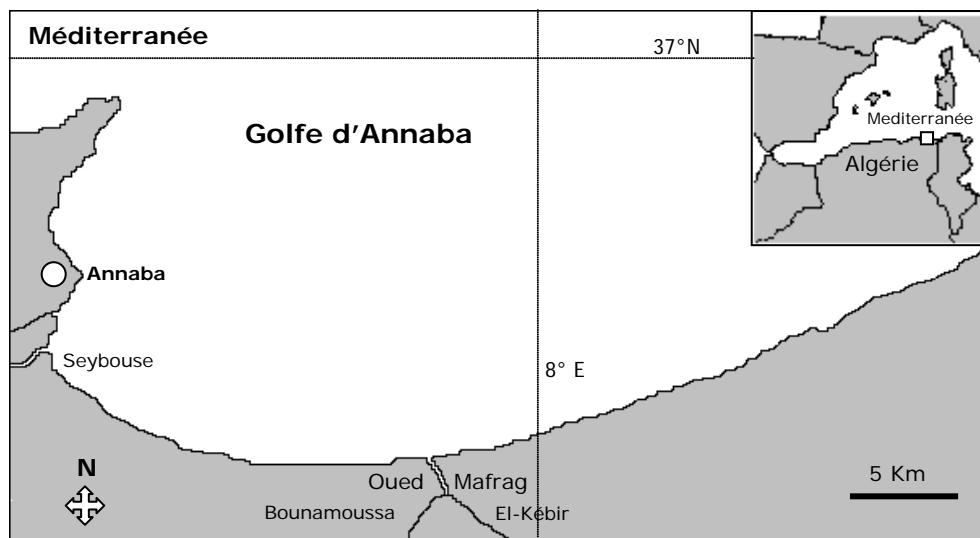 Méditerranée
37°N
Golfe d'Annaba
Mediterranée
Algérie
Annaba
Seybouse
8° E
N
Oued Mafrag
5 Km
Bounamoussa
El-Kébir